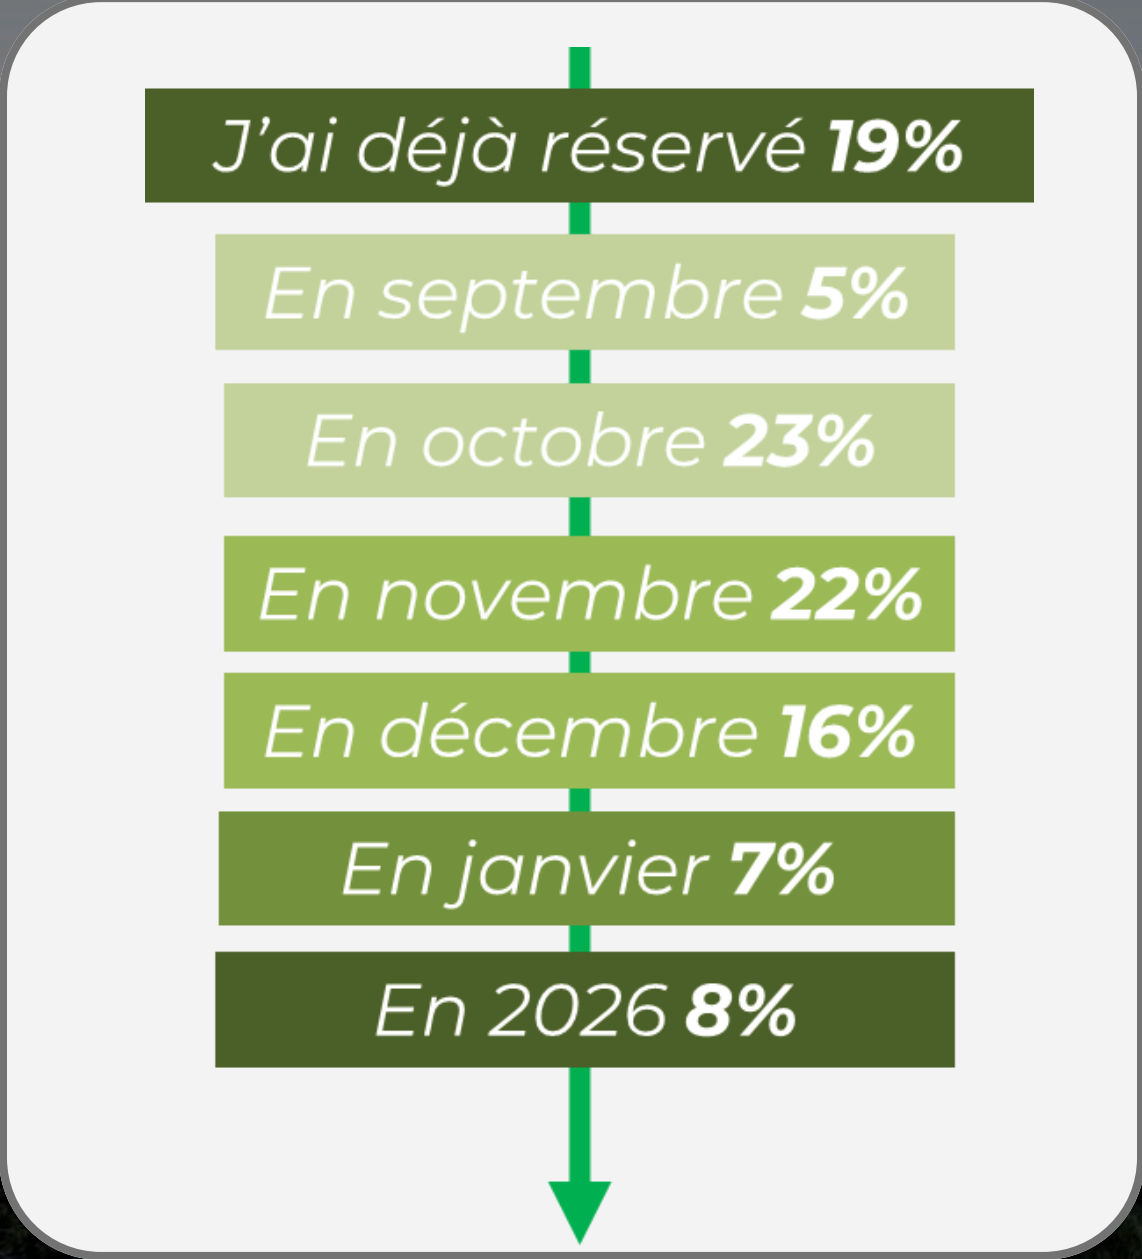 J’ai déjà réservé 19%
En septembre 5%
En octobre 23%
En novembre 22%
En décembre 16%
En janvier 7%
En 2026 8%